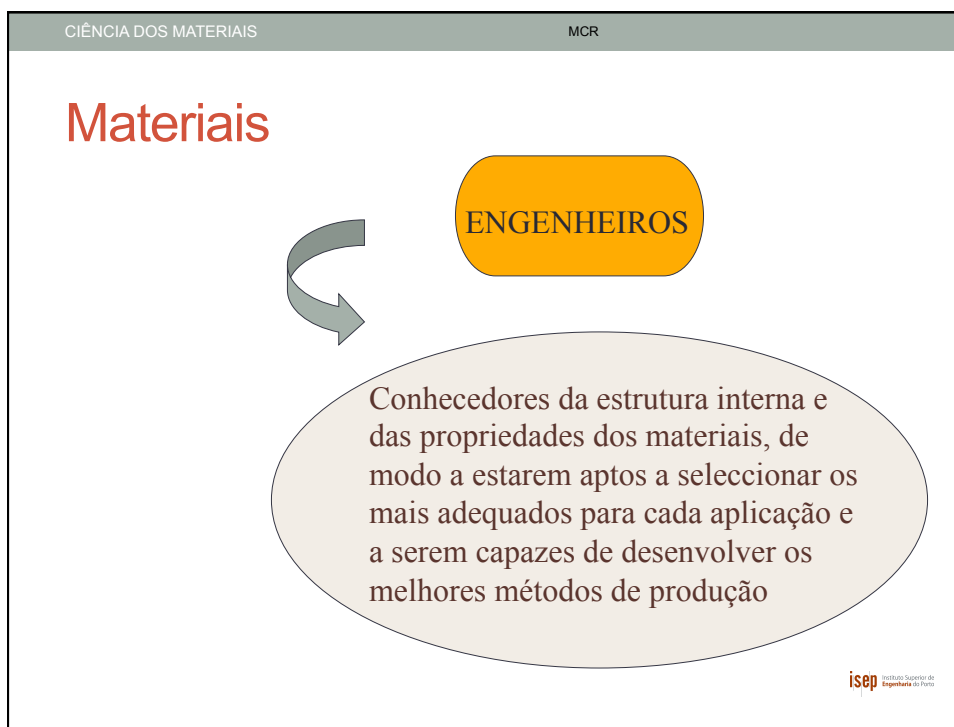 CIÊNCIA DOS MATERIAIS MCR
Materiais
ENGENHEIROS
Conhecedores da estrutura interna e
das propriedades dos materiais, de
modo a estarem aptos a seleccionar os
mais adequados para cada aplicação e
a serem capazes de desenvolver os
melhores métodos de produção
isep Instituto Superior de
Engenharia do Porto